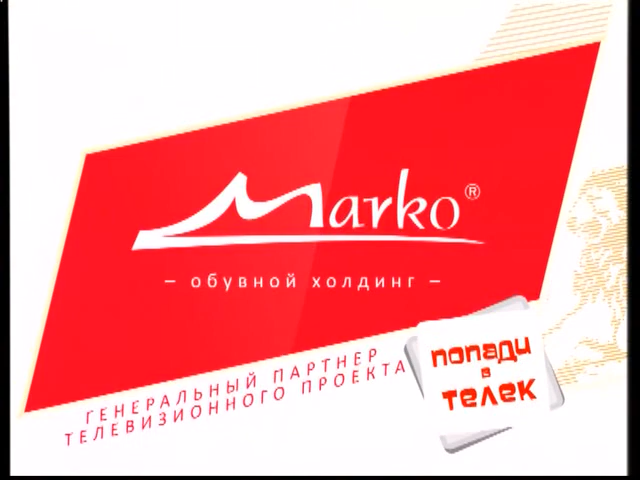 Marko®
– обувной холдинг –
ГЕНЕРАЛЬНЫЙ ПАРТНЕР
ТЕЛЕВИЗИОННОГО ПРОЕКТА
попади
в
телек